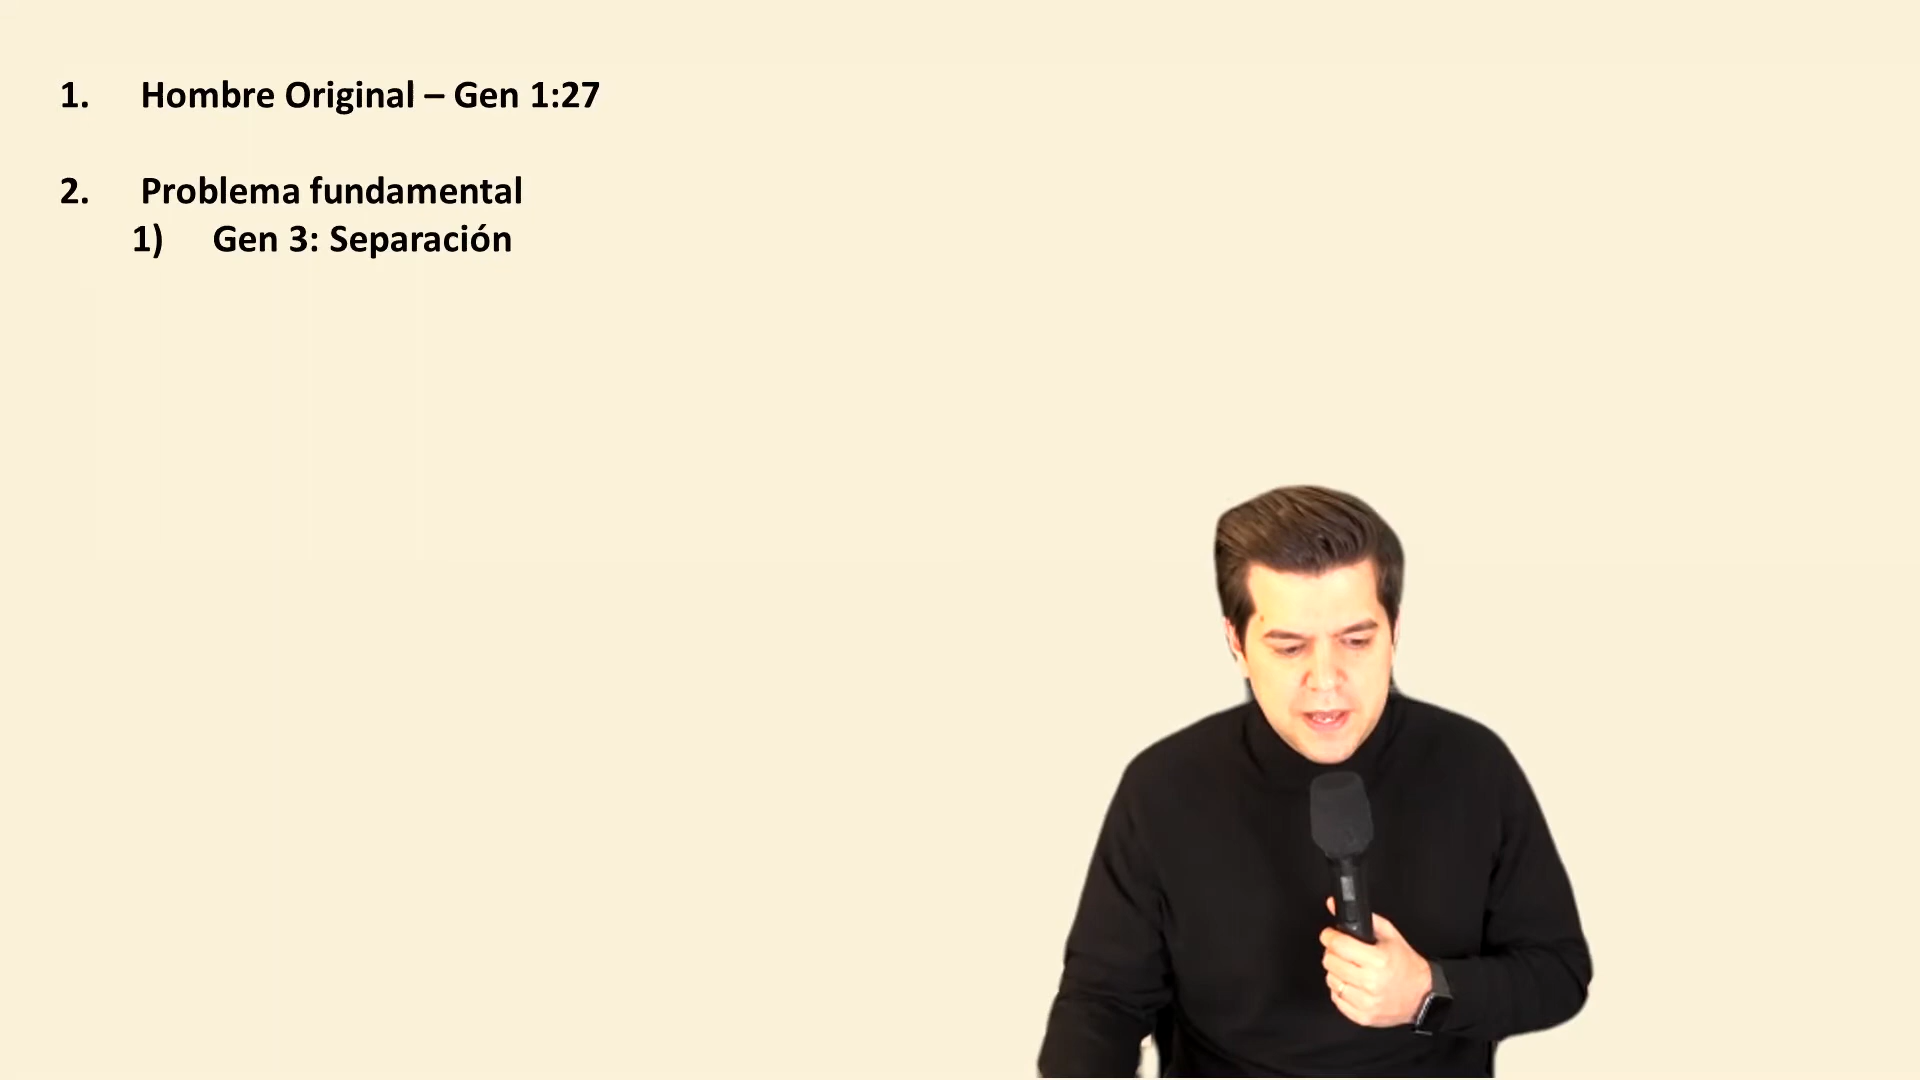 1. Hombre Original – Gen 1:27
2. Problema fundamental
1) Gen 3: Separación